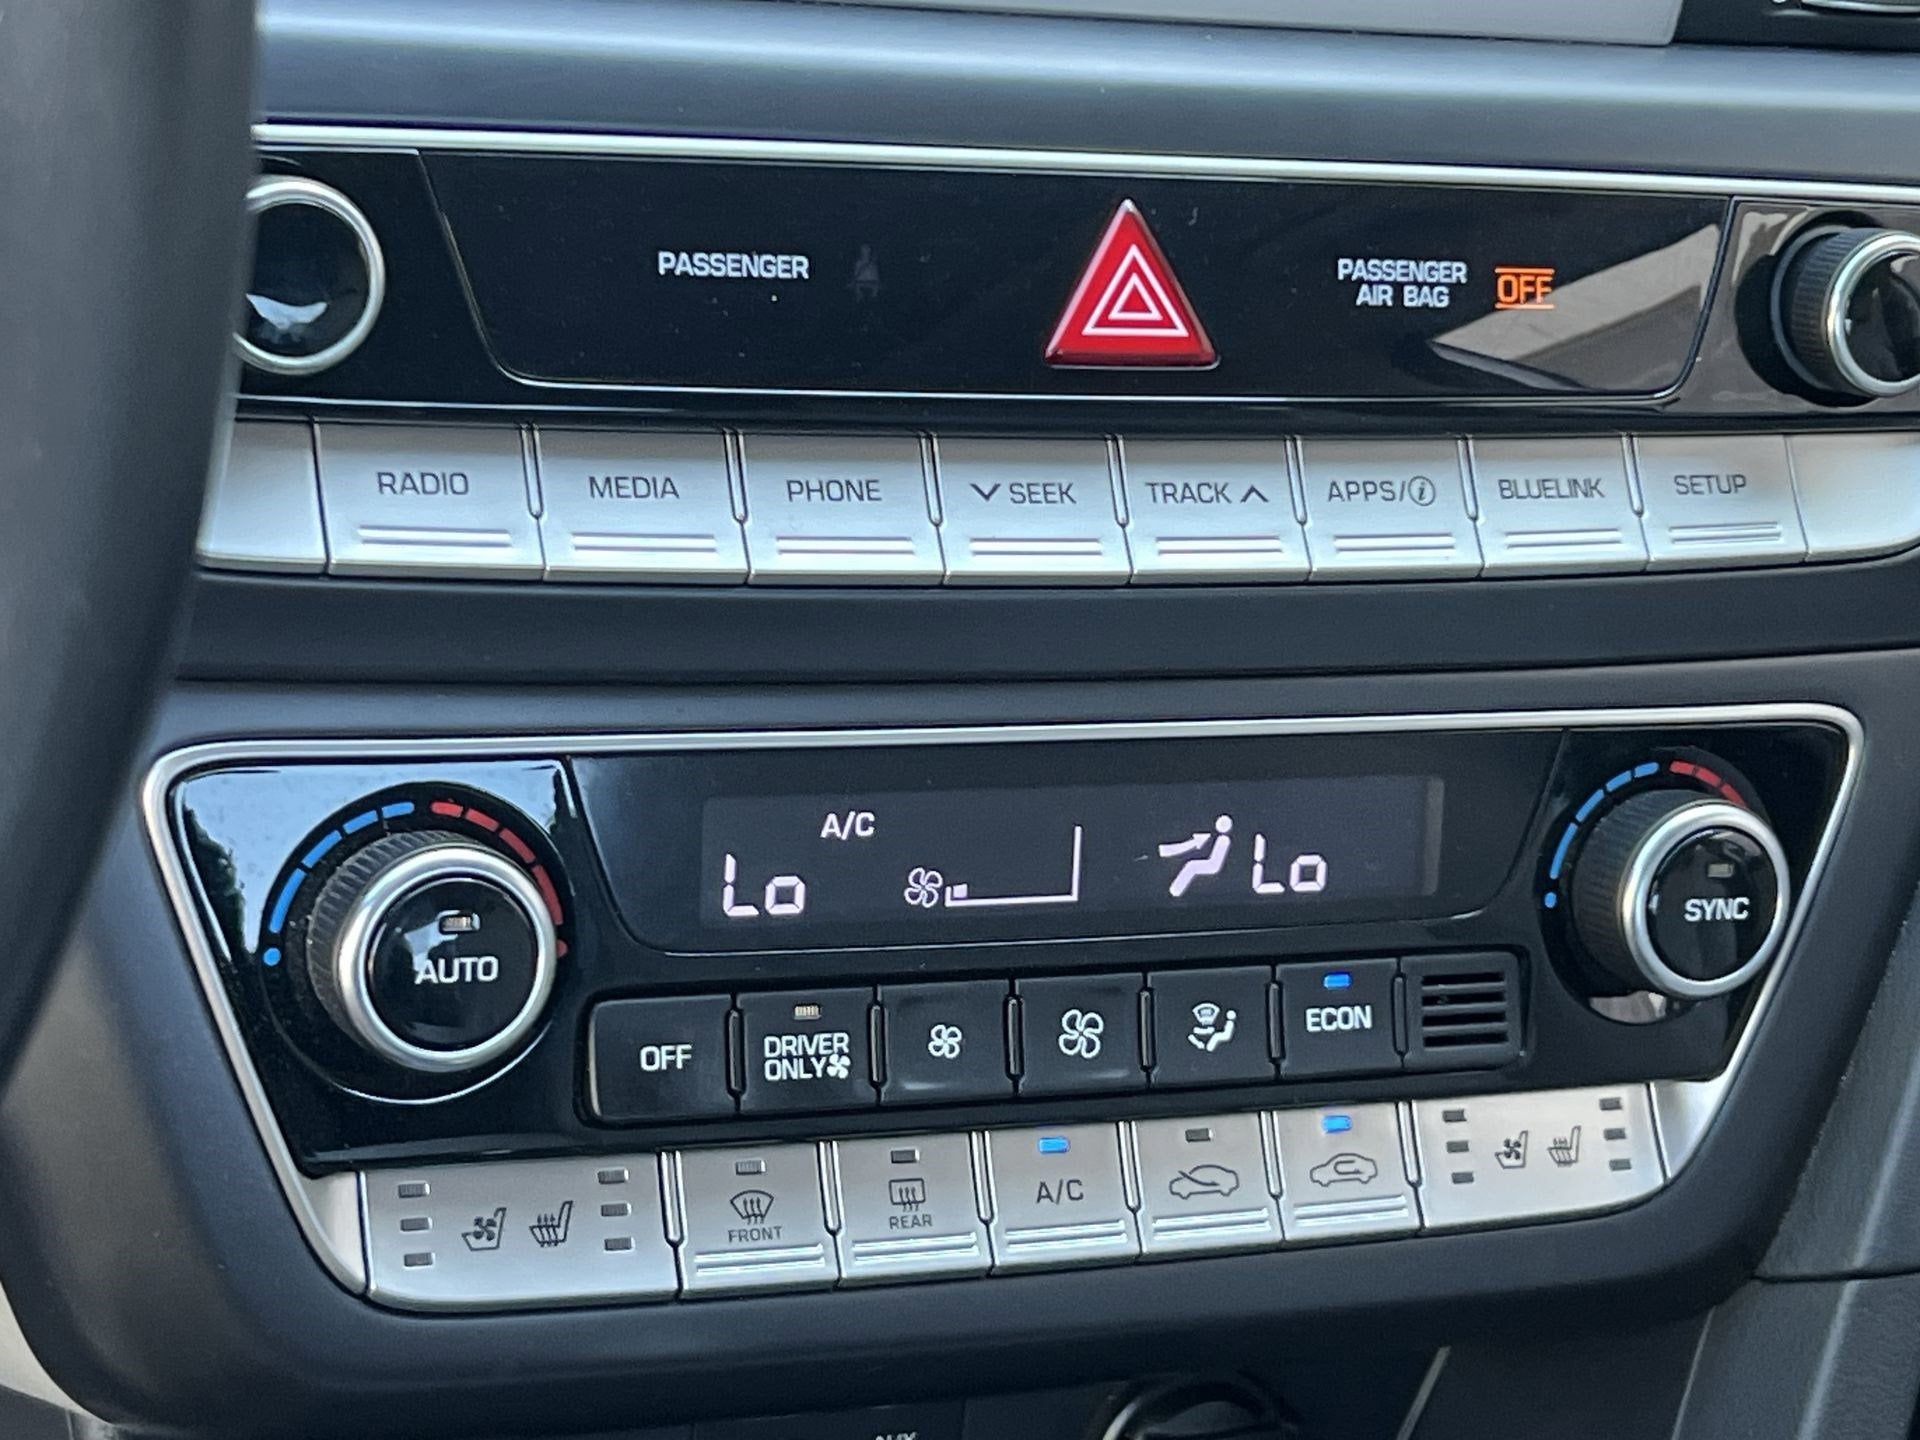 PASSENGER
PASSENGER
AIR BAG
OFF
RADIO
MEDIA
PHONE
SEEK
TRACK
APPS/i
BLUELINK
SETUP
A/C
Lo
Lo
AUTO
SYNC
OFF
DRIVER
ONLY
ECON
FRONT
REAR
A/C
AUX